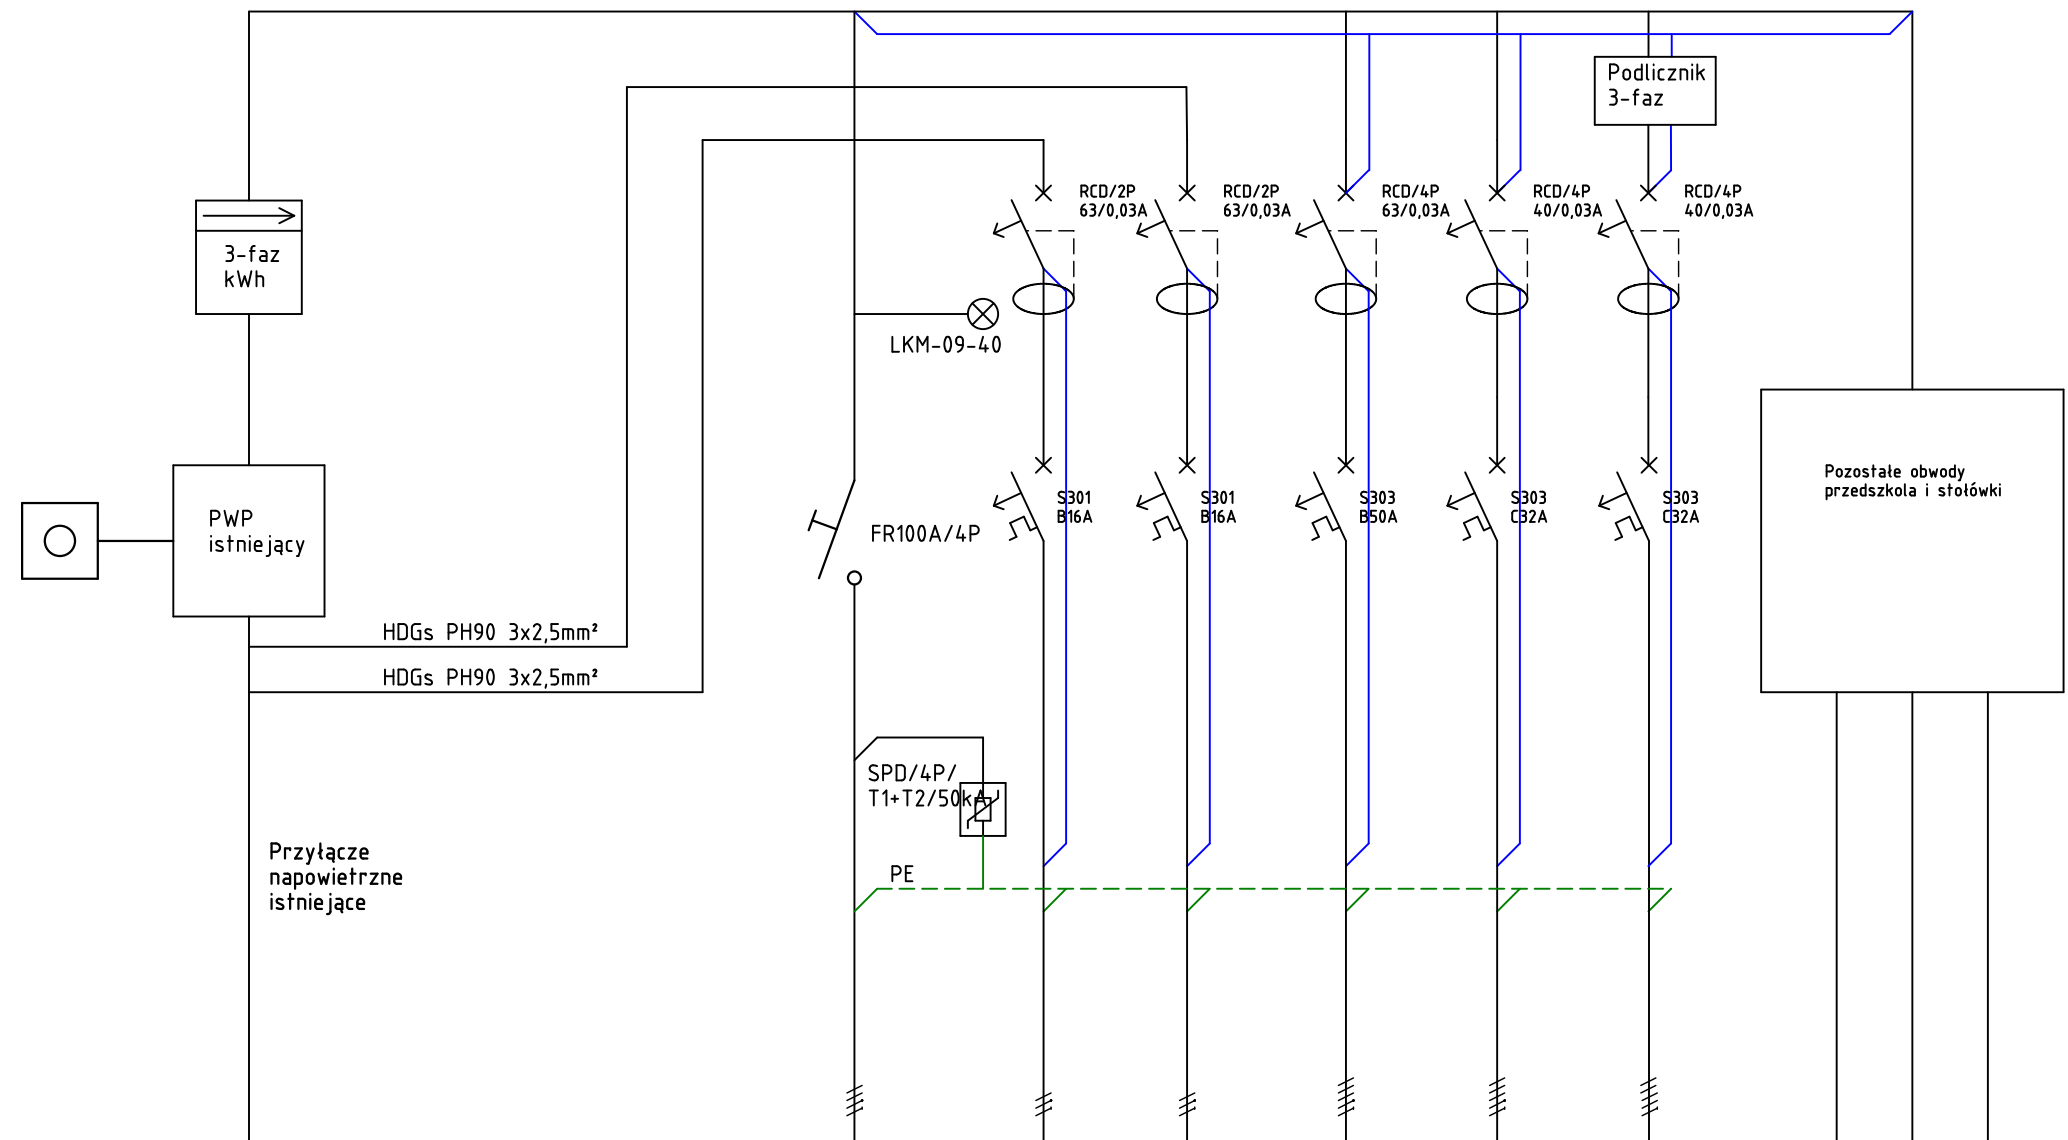 Podlicznik
3-faz
RCD/2P
63/0,03A
RCD/2P
63/0,03A
RCD/4P
63/0,03A
RCD/4P
40/0,03A
RCD/4P
40/0,03A
3-faz
kWh
LKM-09-40
Pozostałe obwody
przedszkola i stołówki
S301
B16A
S301
B16A
S303
B50A
S303
C32A
S303
C32A
PWP
istniejący
FR100A/4P
HDGs PH90 3x2,5mm²
HDGs PH90 3x2,5mm²
SPD/4P/
T1+T2/50kA
Przyłącze
napowietrzne
istniejące
PE